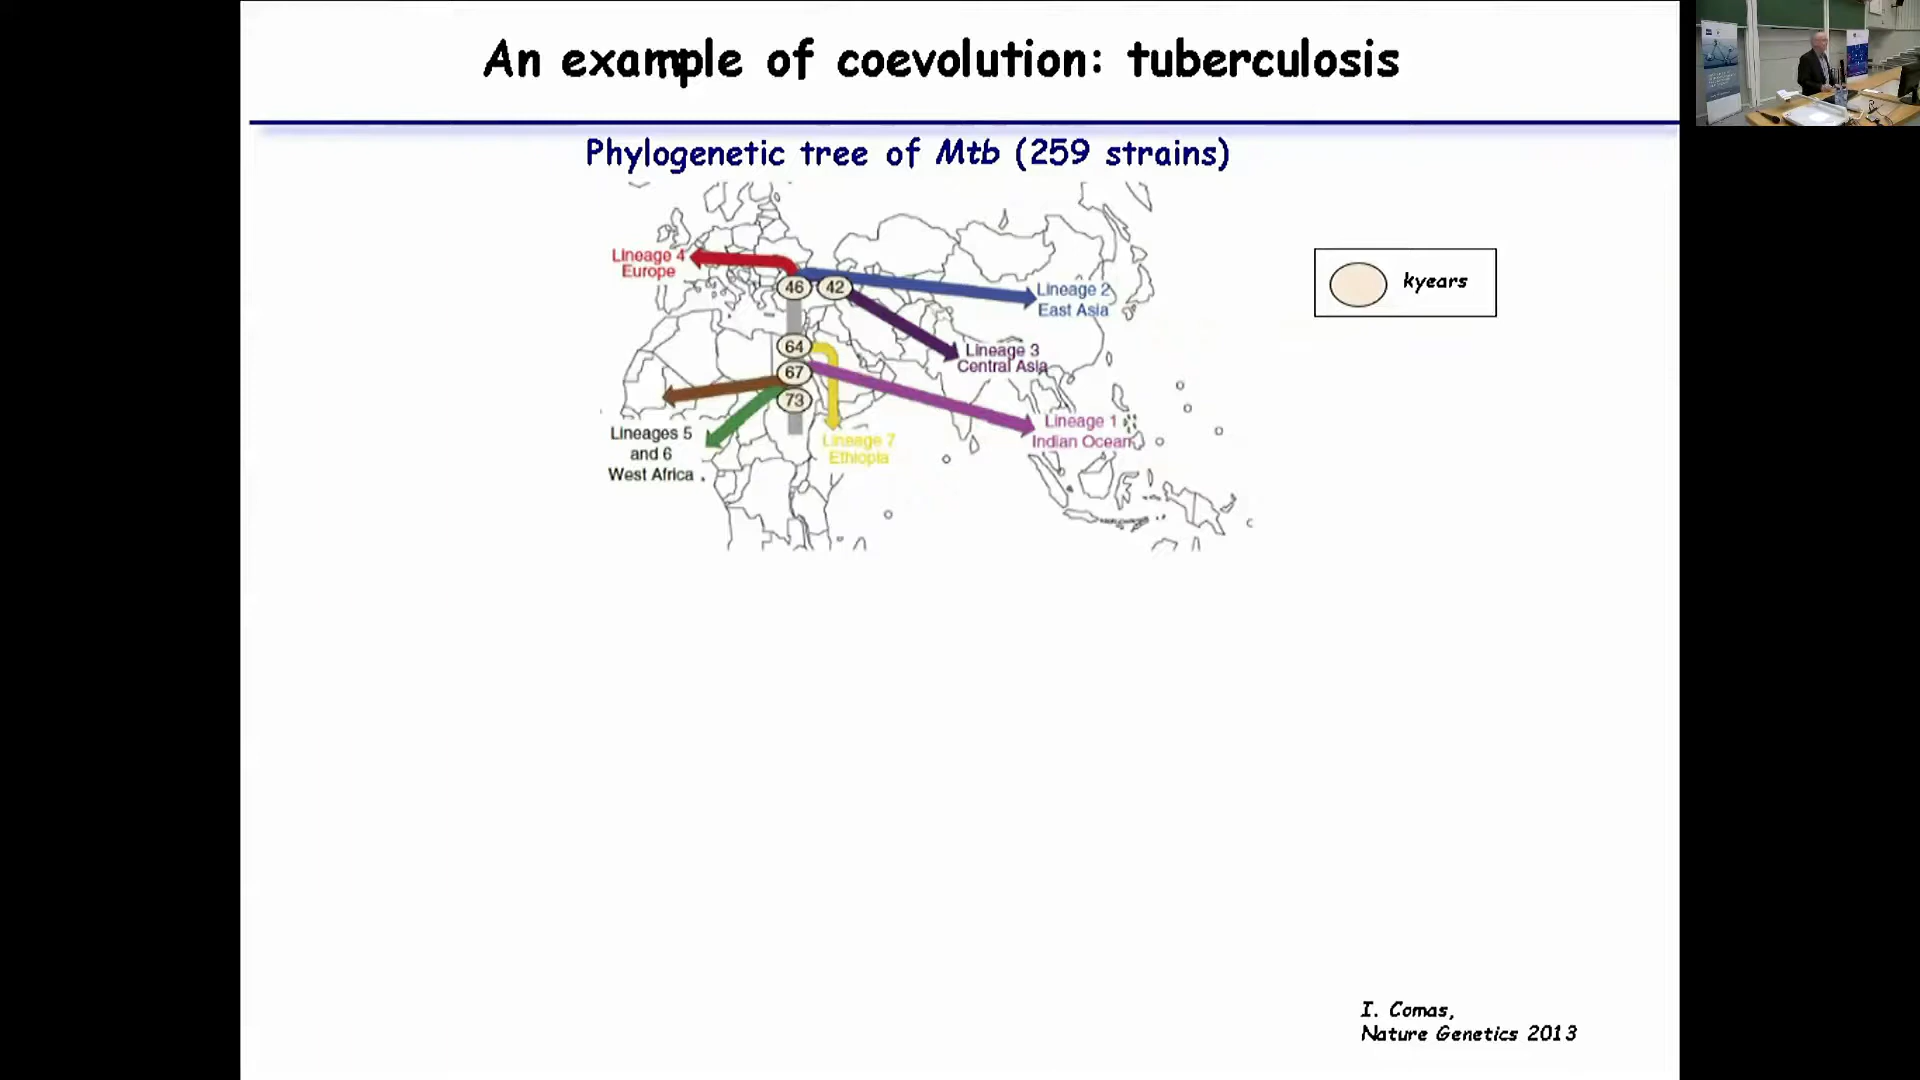 An example of coevolution: tuberculosis
Phylogenetic tree of Mtb (259 strains)
Lineage 4
Europe
46
42
Lineage 2
East Asia
kyears
64
Lineage 3
Central Asia
67
73
Lineage 1
Indian Ocean
Lineages 5
and 6
West Africa
Lineage 7
Ethiopia
I. Comas,
Nature Genetics 2013